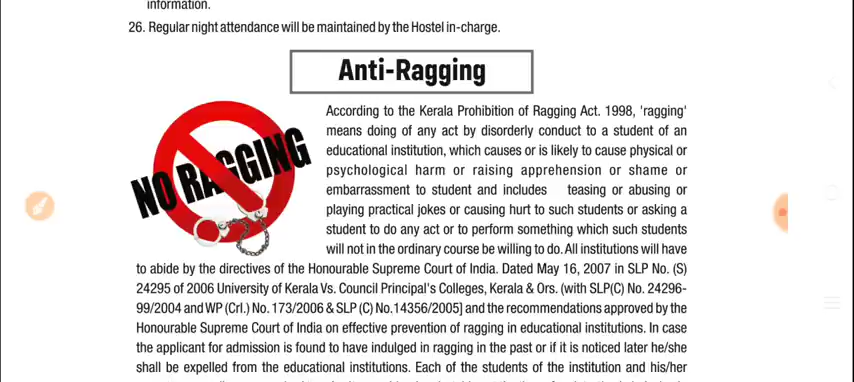 information.
26. Regular night attendance will be maintained by the Hostel in-charge.
Anti-Ragging
NO RAGGING
According to the Kerala Prohibition of Ragging Act. 1998, 'ragging'
means doing of any act by disorderly conduct to a student of an
educational institution, which causes or is likely to cause physical or
psychological harm or raising apprehension or shame or
embarrassment to student and includes teasing or abusing or
playing practical jokes or causing hurt to such students or asking a
student to do any act or to perform something which such students
will not in the ordinary course be willing to do. All institutions will have
to abide by the directives of the Honourable Supreme Court of India. Dated May 16, 2007 in SLP No. (S)
24295 of 2006 University of Kerala Vs. Council Principal's Colleges, Kerala & Ors. (with SLP(C) No. 24296-
99/2004 and WP (Crl.) No. 173/2006 & SLP (C) No.14356/2005] and the recommendations approved by the
Honourable Supreme Court of India on effective prevention of ragging in educational institutions. In case
the applicant for admission is found to have indulged in ragging in the past or if it is noticed later he/she
shall be expelled from the educational institutions. Each of the students of the institution and his/her